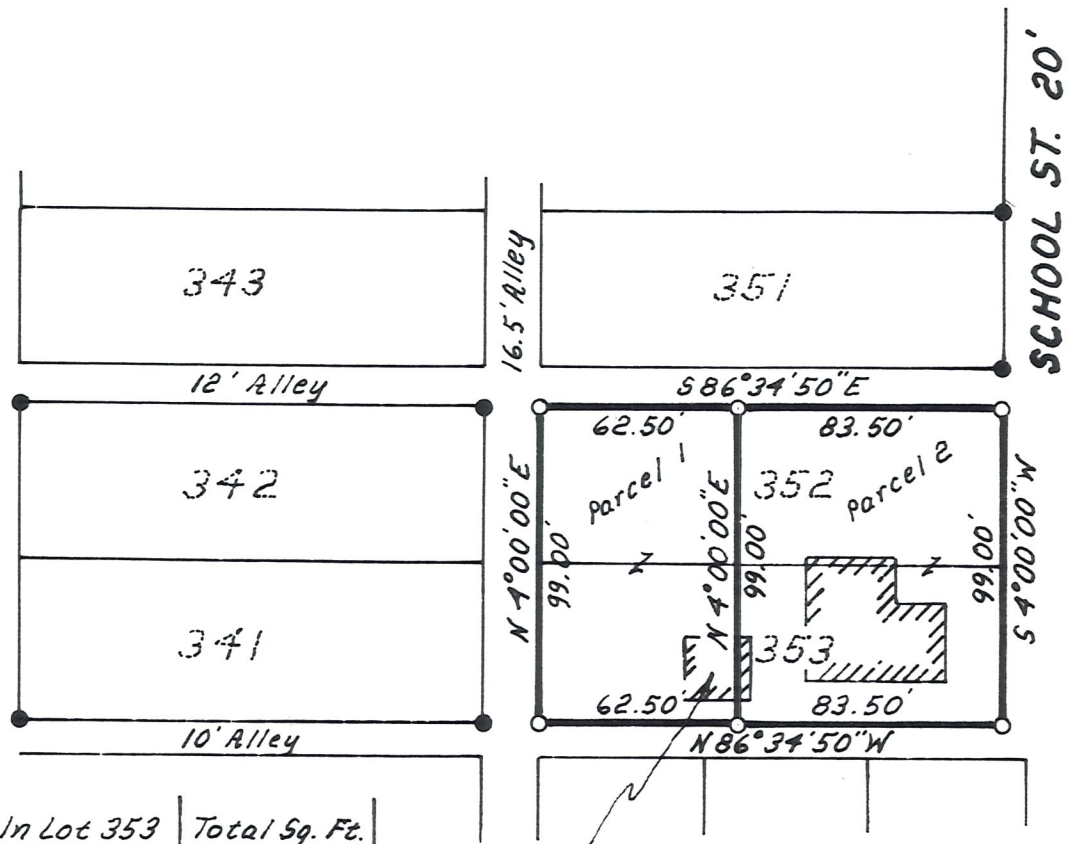 SCHOOL ST. 20'
343
16.5' Alley
351
12' Alley
S 86°34'50"E
62.50'
83.50'
342
N 4°00'00"E
99.00'
Parcel 1
N 4°00'00"E
99.00'
352
Parcel 2
99.00'
S 4°00'00"W
341
353
62.50'
83.50'
10' Alley
N 86°34'50"W
In Lot 353
Total Sq. Ft.